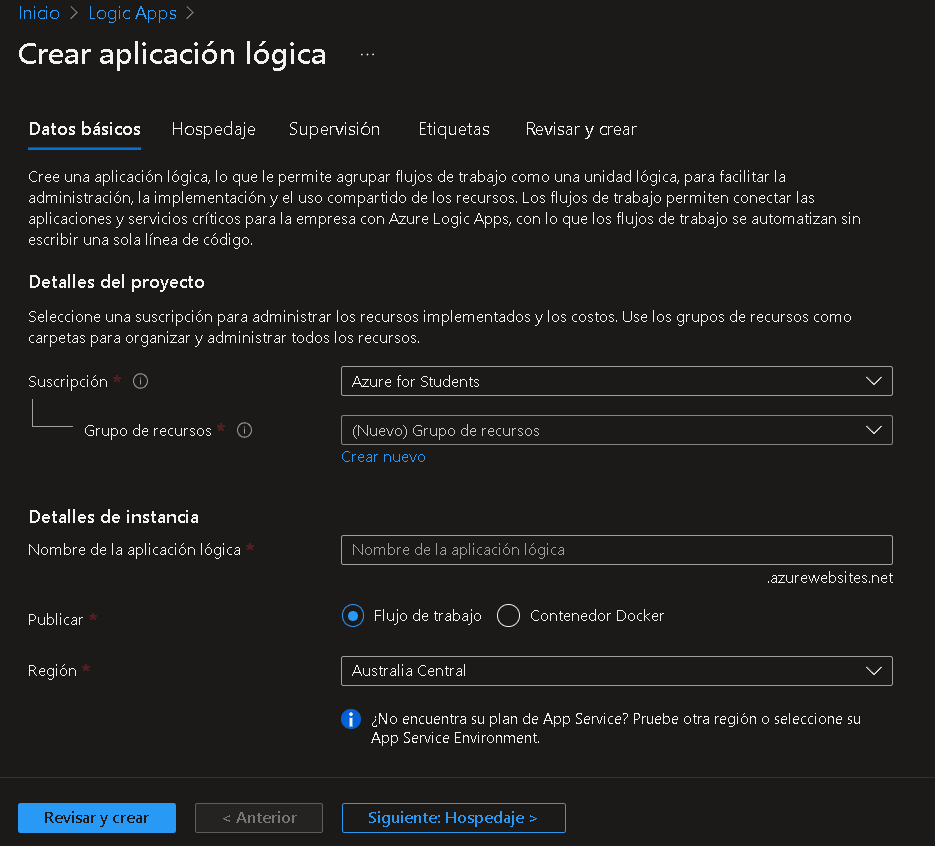 Inicio > Logic Apps >
Crear aplicación lógica ...
Datos básicos Hospedaje Supervisión Etiquetas Revisar y crear
Cree una aplicación lógica, lo que le permite agrupar flujos de trabajo como una unidad lógica, para facilitar la
administración, la implementación y el uso compartido de los recursos. Los flujos de trabajo permiten conectar las
aplicaciones y servicios críticos para la empresa con Azure Logic Apps, con lo que los flujos de trabajo se automatizan sin
escribir una sola línea de código.
Detalles del proyecto
Seleccione una suscripción para administrar los recursos implementados y los costos. Use los grupos de recursos como
carpetas para organizar y administrar todos los recursos.
Suscripción * Azure for Students
Grupo de recursos * (Nuevo) Grupo de recursos
Crear nuevo
Detalles de instancia
Nombre de la aplicación lógica * Nombre de la aplicación lógica
.azurewebsites.net
Publicar * Flujo de trabajo Contenedor Docker
Región * Australia Central
¿No encuentra su plan de App Service? Pruebe otra región o seleccione su
App Service Environment.
Revisar y crear < Anterior Siguiente: Hospedaje >